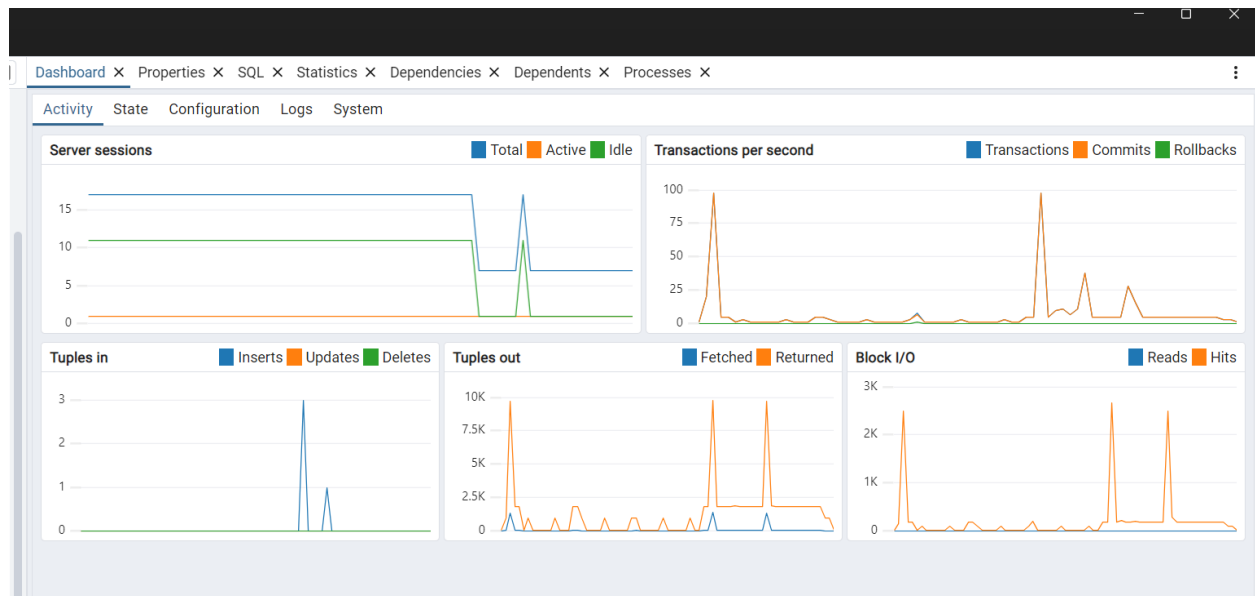 Dashboard Properties SQL Statistics Dependencies Dependents Processes
Activity State Configuration Logs System
Server sessions Total Active Idle
15
10
5
0
Transactions per second Transactions Commits Rollbacks
100
75
50
25
0
Tuples in Inserts Updates Deletes
3
2
1
0
Tuples out Fetched Returned
10K
7.5K
5K
2.5K
0
Block I/O Reads Hits
3K
2K
1K
0